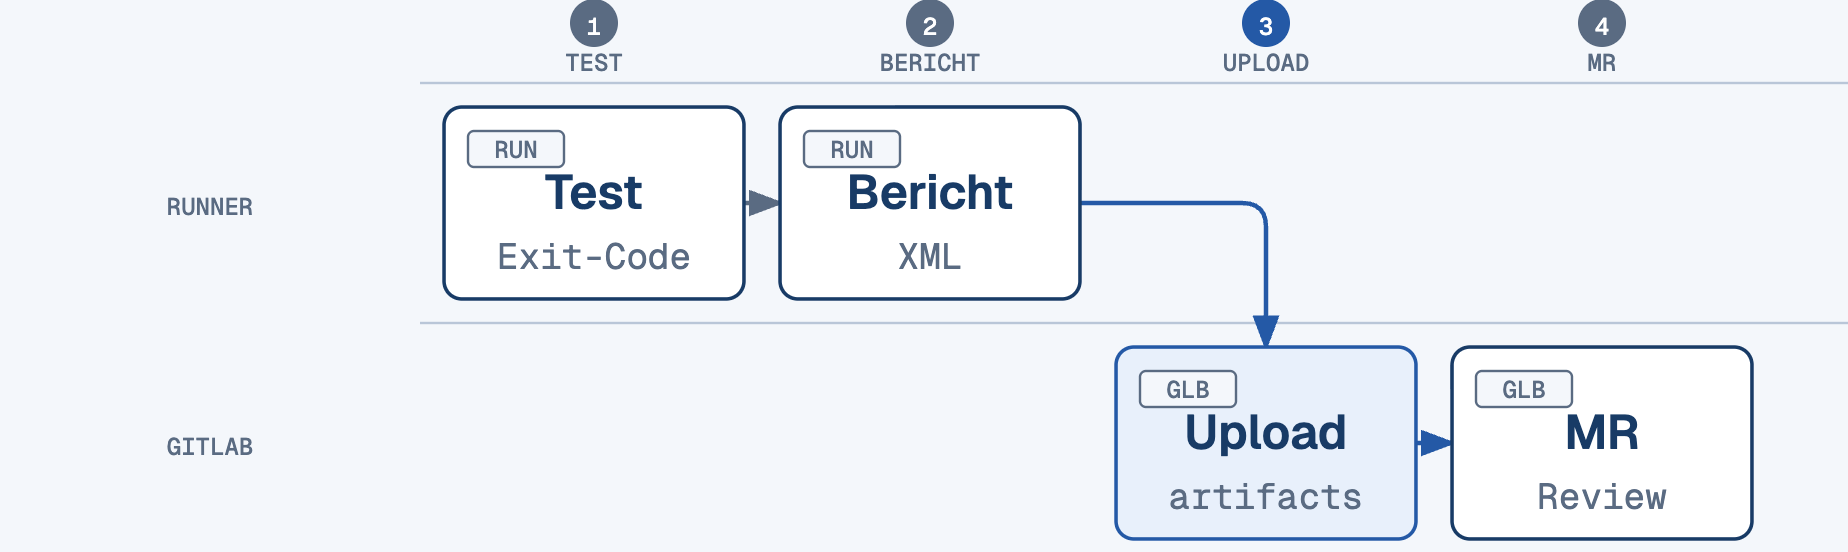 1
2
3
4
TEST
BERICHT
UPLOAD
MR
RUNNER
RUN
Test
Exit-Code
RUN
Bericht
XML
GITLAB
GLB
Upload
artifacts
GLB
MR
Review